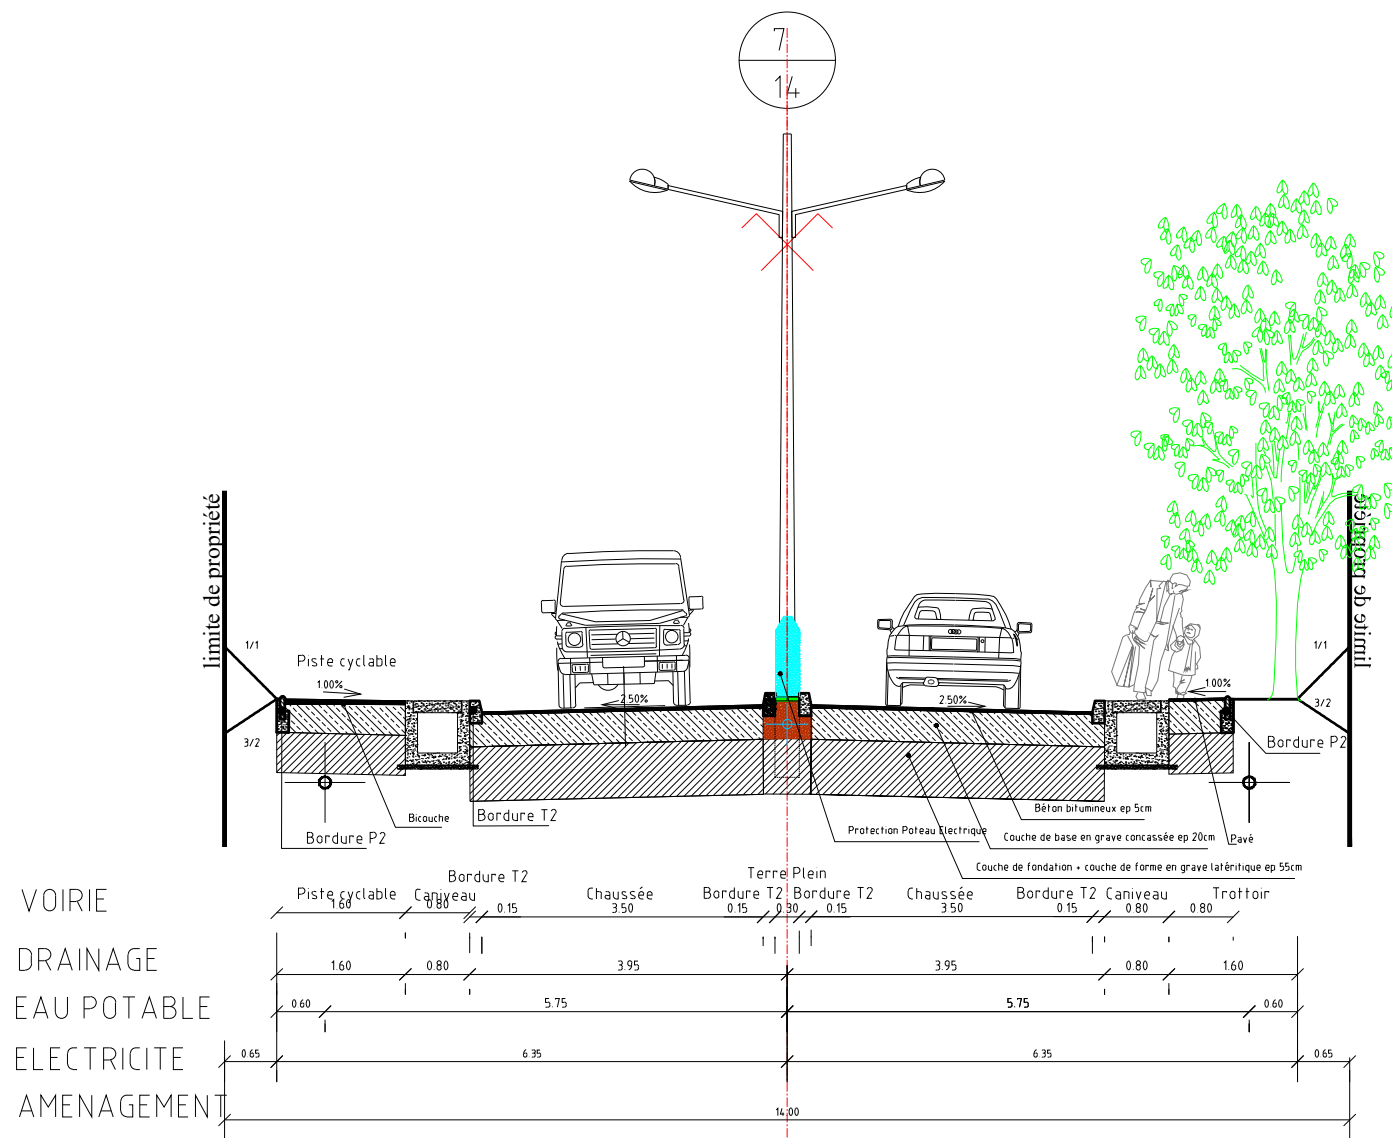 7
14
limite de propriété
limite de propriété
1/1
1/1
Piste cyclable
1.00%
2.50%
2.50%
1.00%
3/2
3/2
Bordure P2
Béton bitumineux ep 5cm
Bicouche
Bordure T2
Bordure P2
Protection Poteau Electrique
Couche de base en grave concassée ep 20cm
Pavé
Couche de fondation + couche de forme en grave latéritique ep 55cm
Terre Plein
Bordure T2
VOIRIE
Piste cyclable Caniveau Chaussée Bordure T2 Bordure T2 Chaussée Bordure T2 Caniveau Trottoir
1.60 0.80 0.15 3.50 0.15 0.30 0.15 3.50 0.15 0.80 0.80
DRAINAGE
1.60 0.80 3.95 3.95 0.80 1.60
EAU POTABLE
0.60 5.75 5.75 0.60
ELECTRICITE
0.65 6.35 6.35 0.65
AMENAGEMENT
14.00